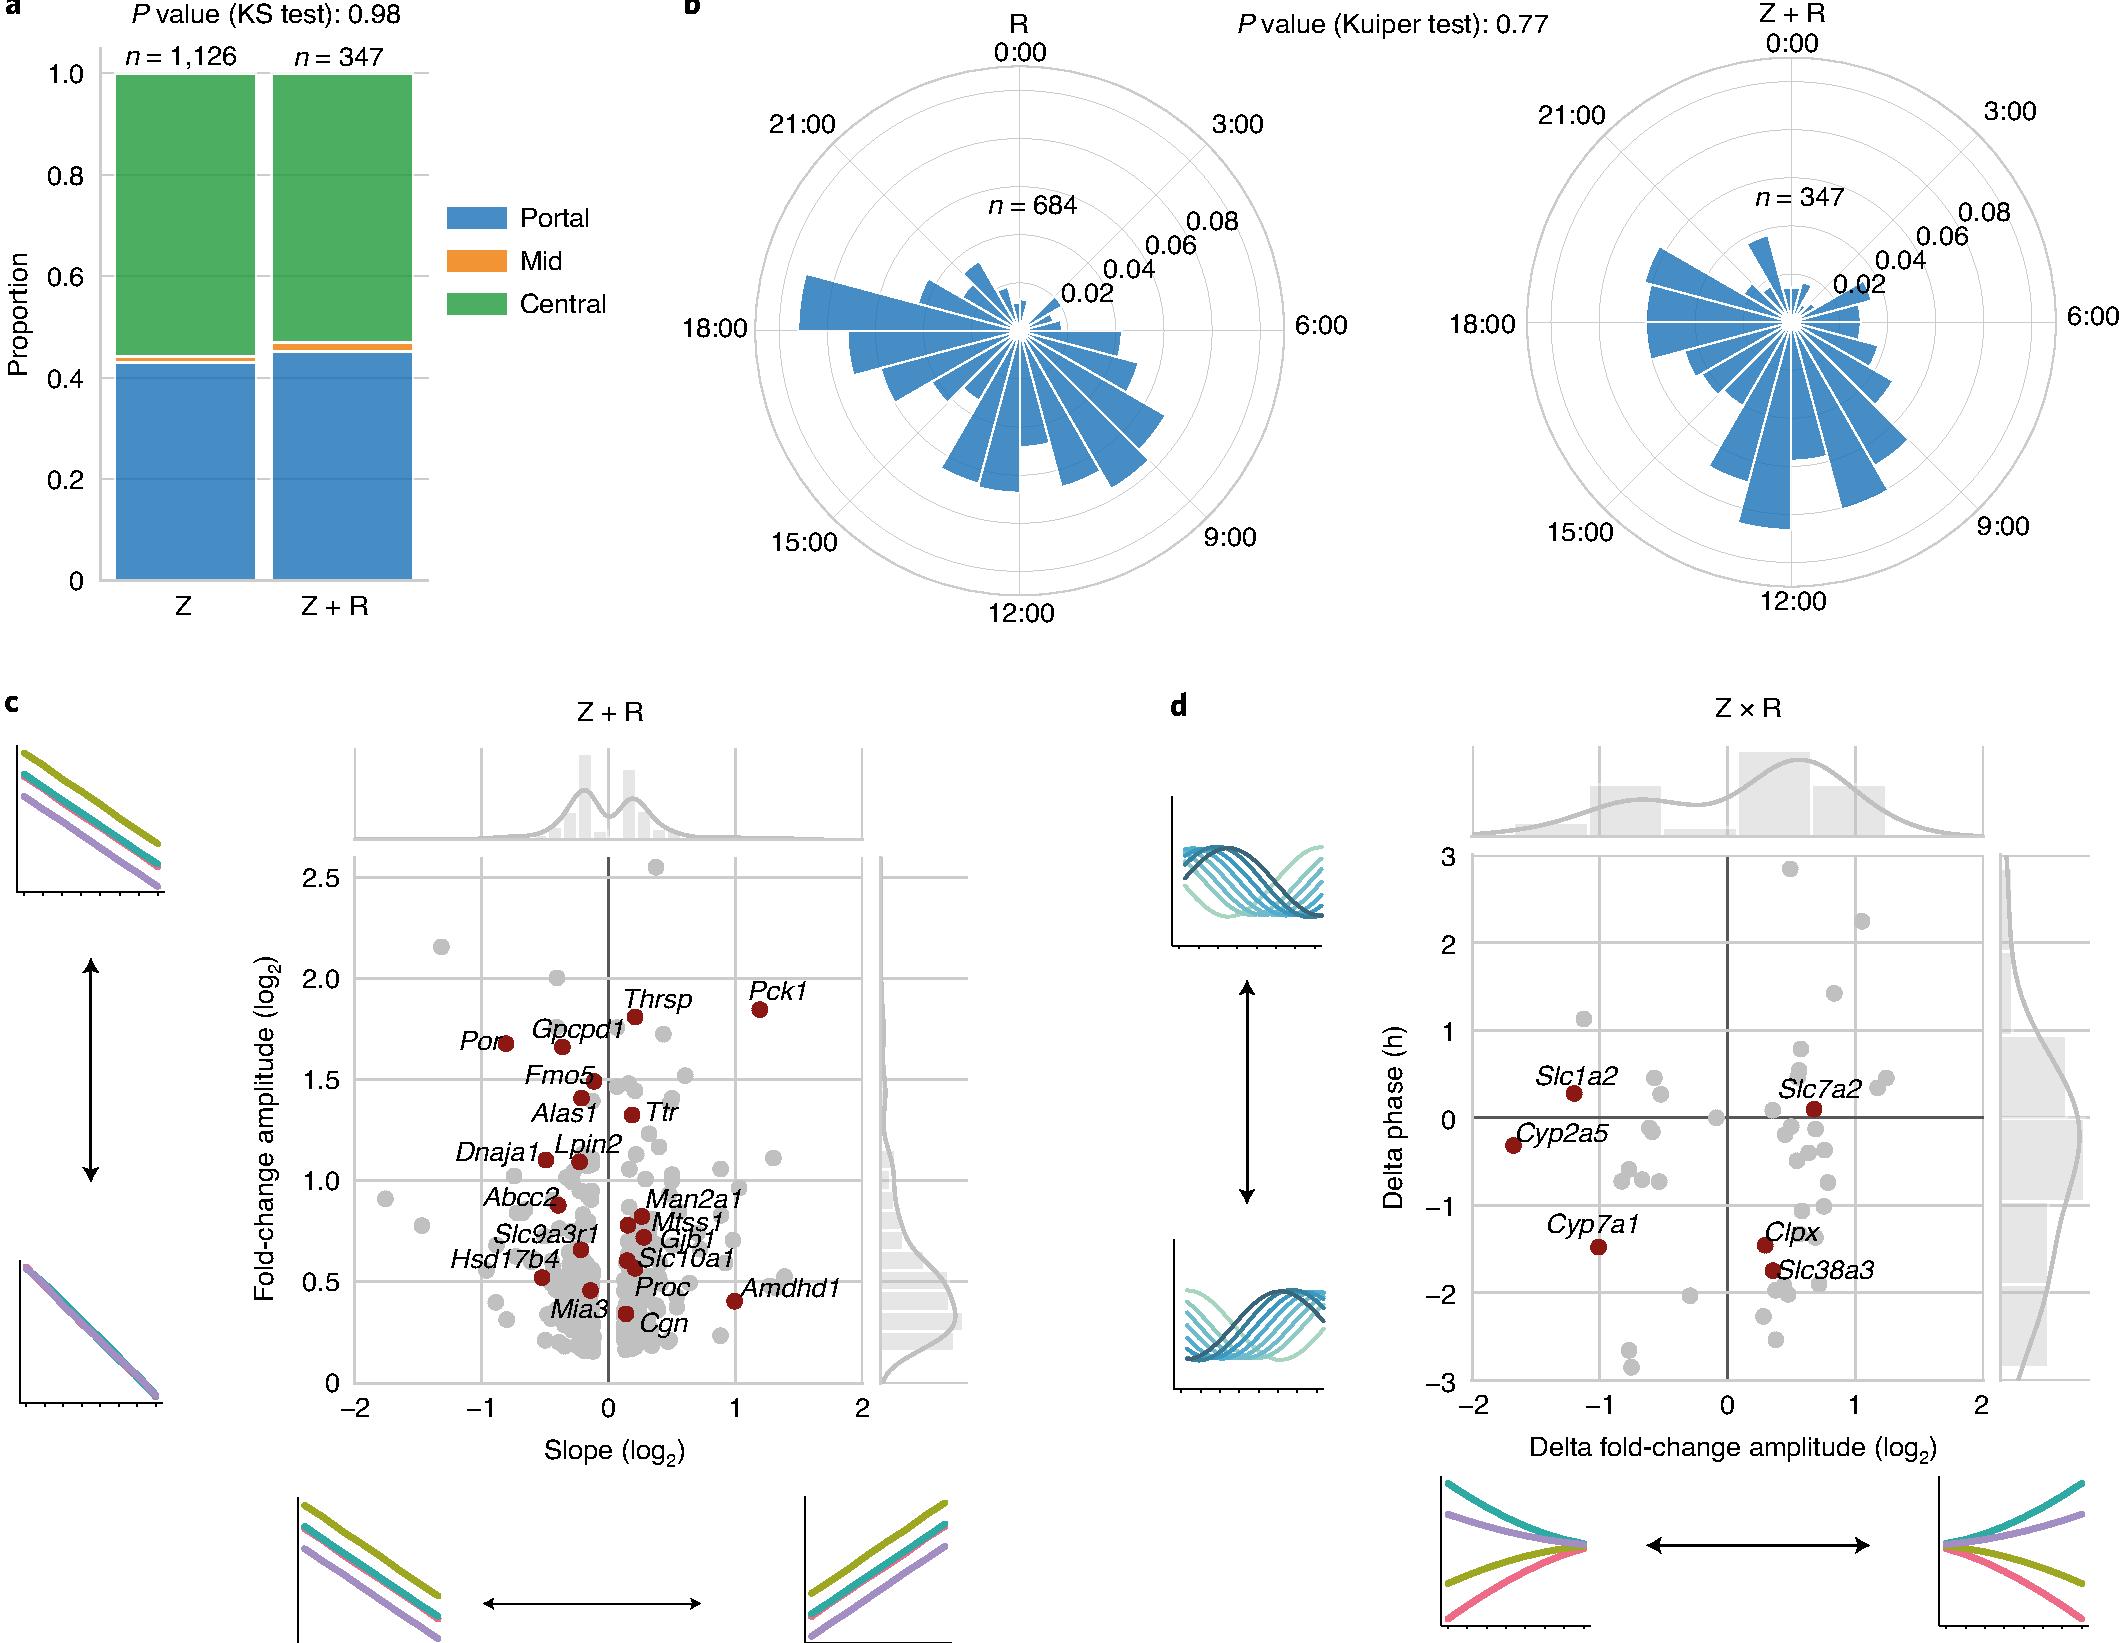 a
P value (KS test): 0.98
n = 1,126
n = 347
1.0
0.8
0.6
0.4
0.2
0
Proportion
Z
Z + R
Portal
Mid
Central
b
P value (Kuiper test): 0.77
R
0:00
3:00
6:00
9:00
12:00
15:00
18:00
21:00
n = 684
0.02
0.04
0.06
0.08
Z + R
0:00
3:00
6:00
9:00
12:00
15:00
18:00
21:00
n = 347
0.02
0.04
0.06
0.08
c
Z + R
Fold-change amplitude (log2)
2.5
2.0
1.5
1.0
0.5
0
−2
−1
0
1
2
Slope (log2)
Thrsp
Pck1
Por
Gpcpd1
Fmo5
Alas1
Ttr
Dnaja1
Lpin2
Abcc2
Man2a1
Mtss1
Slc9a3r1
Gjb1
Hsd17b4
Slc10a1
Proc
Amdhd1
Mia3
Cgn
d
Z × R
Delta phase (h)
3
2
1
0
−1
−2
−3
−2
−1
0
1
2
Delta fold-change amplitude (log2)
Slc1a2
Slc7a2
Cyp2a5
Cyp7a1
Clpx
Slc38a3